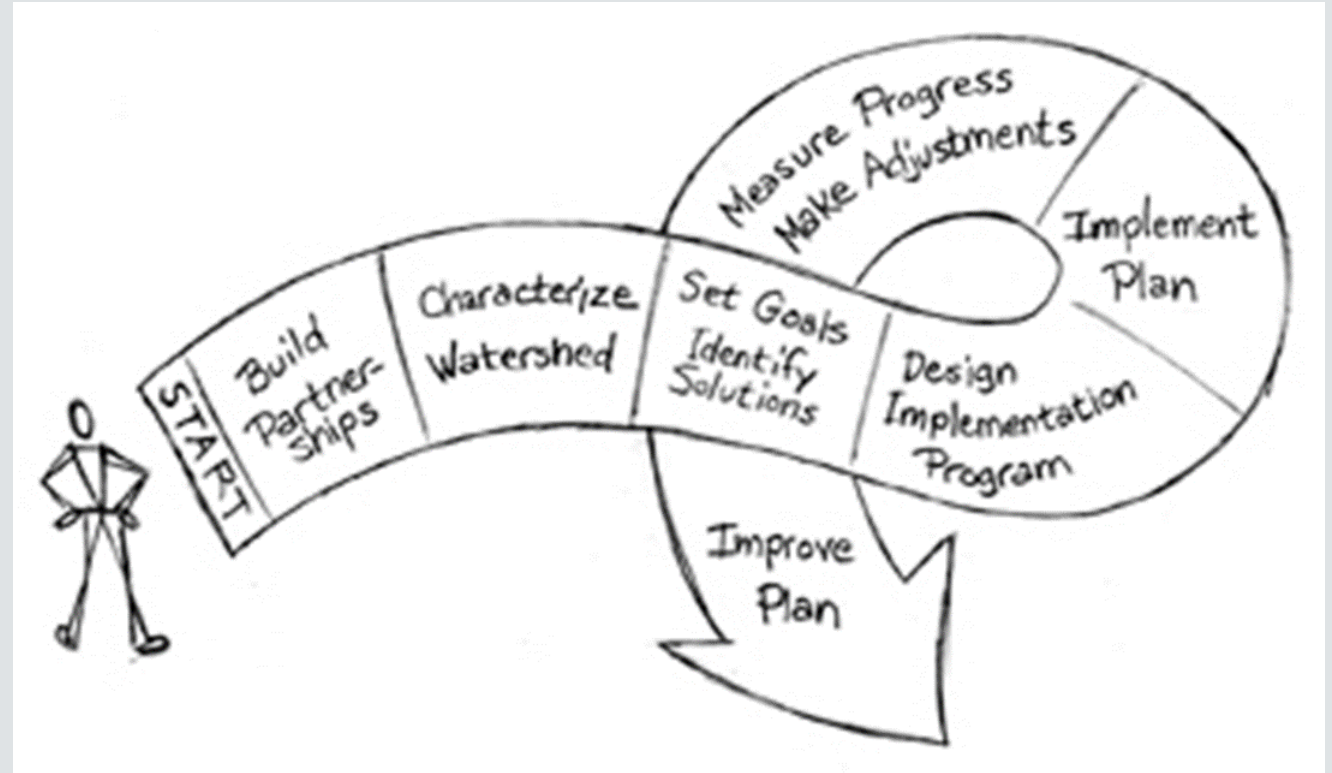 START
Build
Partner-
ships
Characterize
Watershed
Set Goals
Identify
Solutions
Design
Implementation
Program
Implement
Plan
Measure Progress
Make Adjustments
Improve
Plan